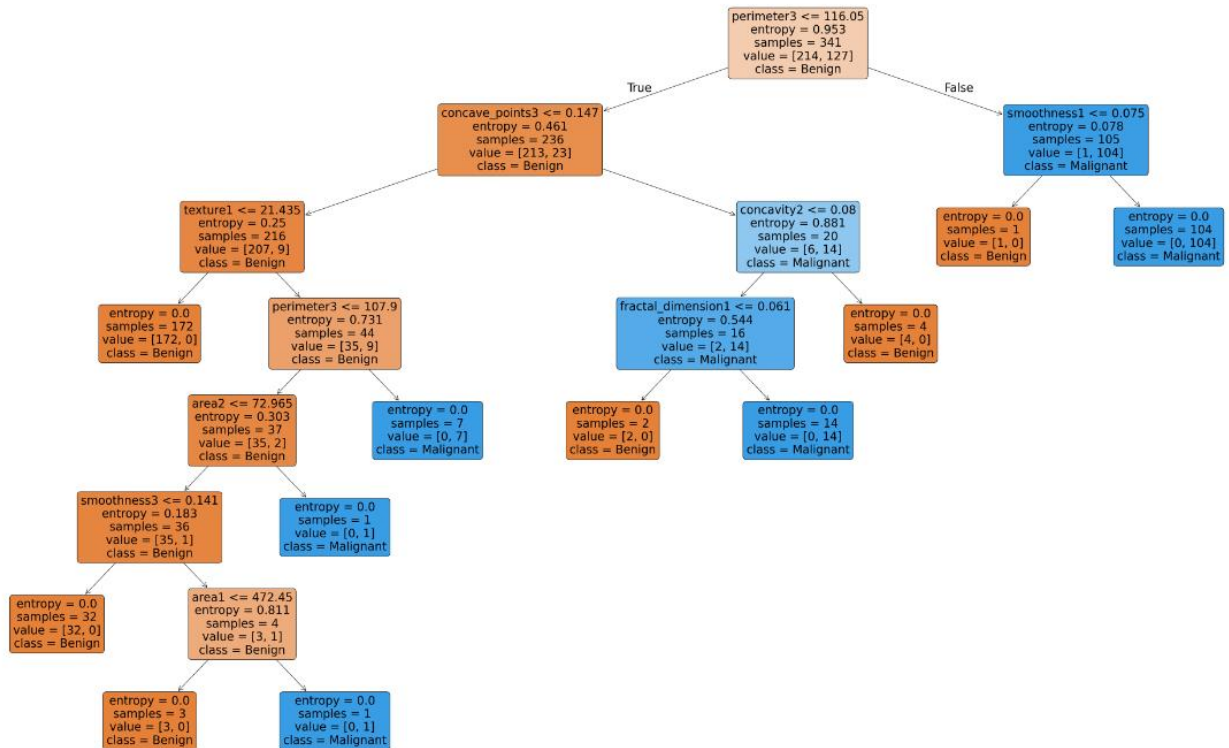 perimeter3 <= 116.05
entropy = 0.953
samples = 341
value = [214, 127]
class = Benign
True
False
concave_points3 <= 0.147
entropy = 0.461
samples = 236
value = [213, 23]
class = Benign
smoothness1 <= 0.075
entropy = 0.078
samples = 105
value = [1, 104]
class = Malignant
texture1 <= 21.435
entropy = 0.25
samples = 216
value = [207, 9]
class = Benign
concavity2 <= 0.08
entropy = 0.881
samples = 20
value = [6, 14]
class = Malignant
entropy = 0.0
samples = 1
value = [1, 0]
class = Benign
entropy = 0.0
samples = 104
value = [0, 104]
class = Malignant
entropy = 0.0
samples = 172
value = [172, 0]
class = Benign
perimeter3 <= 107.9
entropy = 0.731
samples = 44
value = [35, 9]
class = Benign
fractal_dimension1 <= 0.061
entropy = 0.544
samples = 16
value = [2, 14]
class = Malignant
entropy = 0.0
samples = 4
value = [4, 0]
class = Benign
area2 <= 72.965
entropy = 0.303
samples = 37
value = [35, 2]
class = Benign
entropy = 0.0
samples = 7
value = [0, 7]
class = Malignant
entropy = 0.0
samples = 2
value = [2, 0]
class = Benign
entropy = 0.0
samples = 14
value = [0, 14]
class = Malignant
smoothness3 <= 0.141
entropy = 0.183
samples = 36
value = [35, 1]
class = Benign
entropy = 0.0
samples = 1
value = [0, 1]
class = Malignant
entropy = 0.0
samples = 32
value = [32, 0]
class = Benign
area1 <= 472.45
entropy = 0.811
samples = 4
value = [3, 1]
class = Benign
entropy = 0.0
samples = 3
value = [3, 0]
class = Benign
entropy = 0.0
samples = 1
value = [0, 1]
class = Malignant